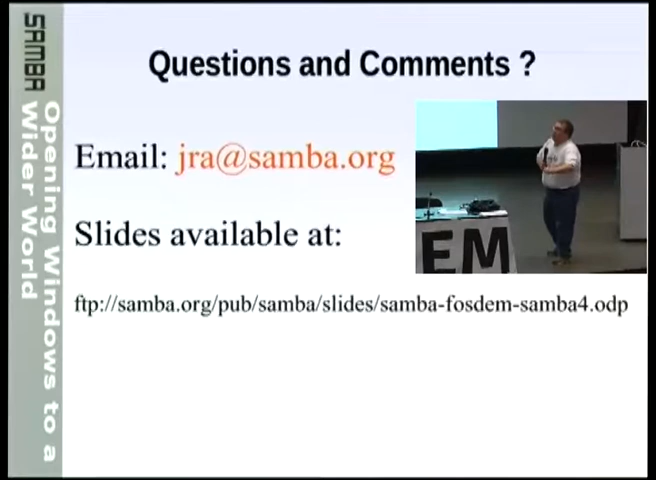 SAMBA
Opening Windows to a
Wider World
Questions and Comments ?
Email: jra@samba.org
Slides available at:
ftp://samba.org/pub/samba/slides/samba-fosdem-samba4.odp
EM